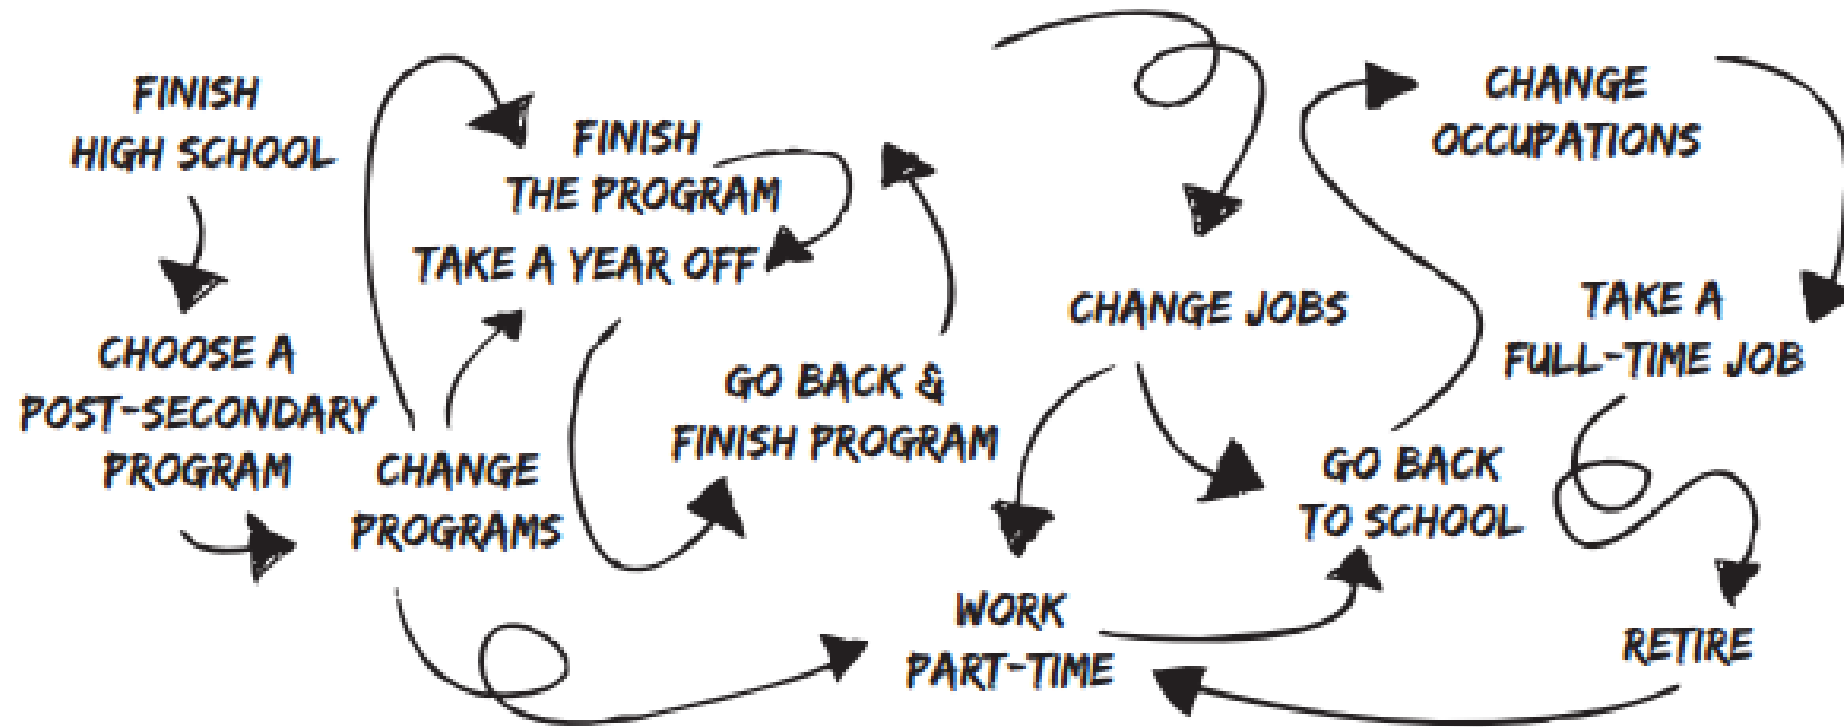 FINISH
HIGH SCHOOL
CHOOSE A
POST-SECONDARY
PROGRAM
CHANGE
PROGRAMS
FINISH
THE PROGRAM
TAKE A YEAR OFF
GO BACK &
FINISH PROGRAM
WORK
PART-TIME
CHANGE JOBS
GO BACK
TO SCHOOL
CHANGE
OCCUPATIONS
TAKE A
FULL-TIME JOB
RETIRE